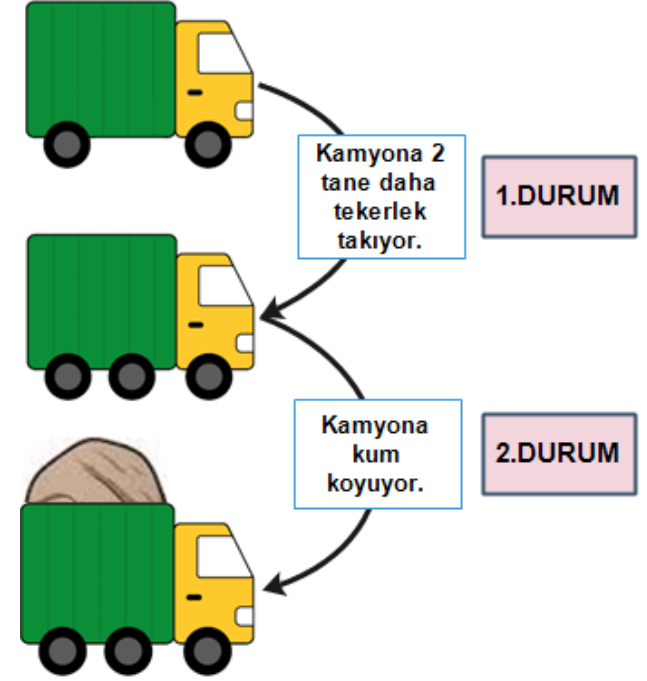 Kamyona 2
tane daha
tekerlek
takıyor.
1.DURUM
Kamyona
kum
koyuyor.
2.DURUM